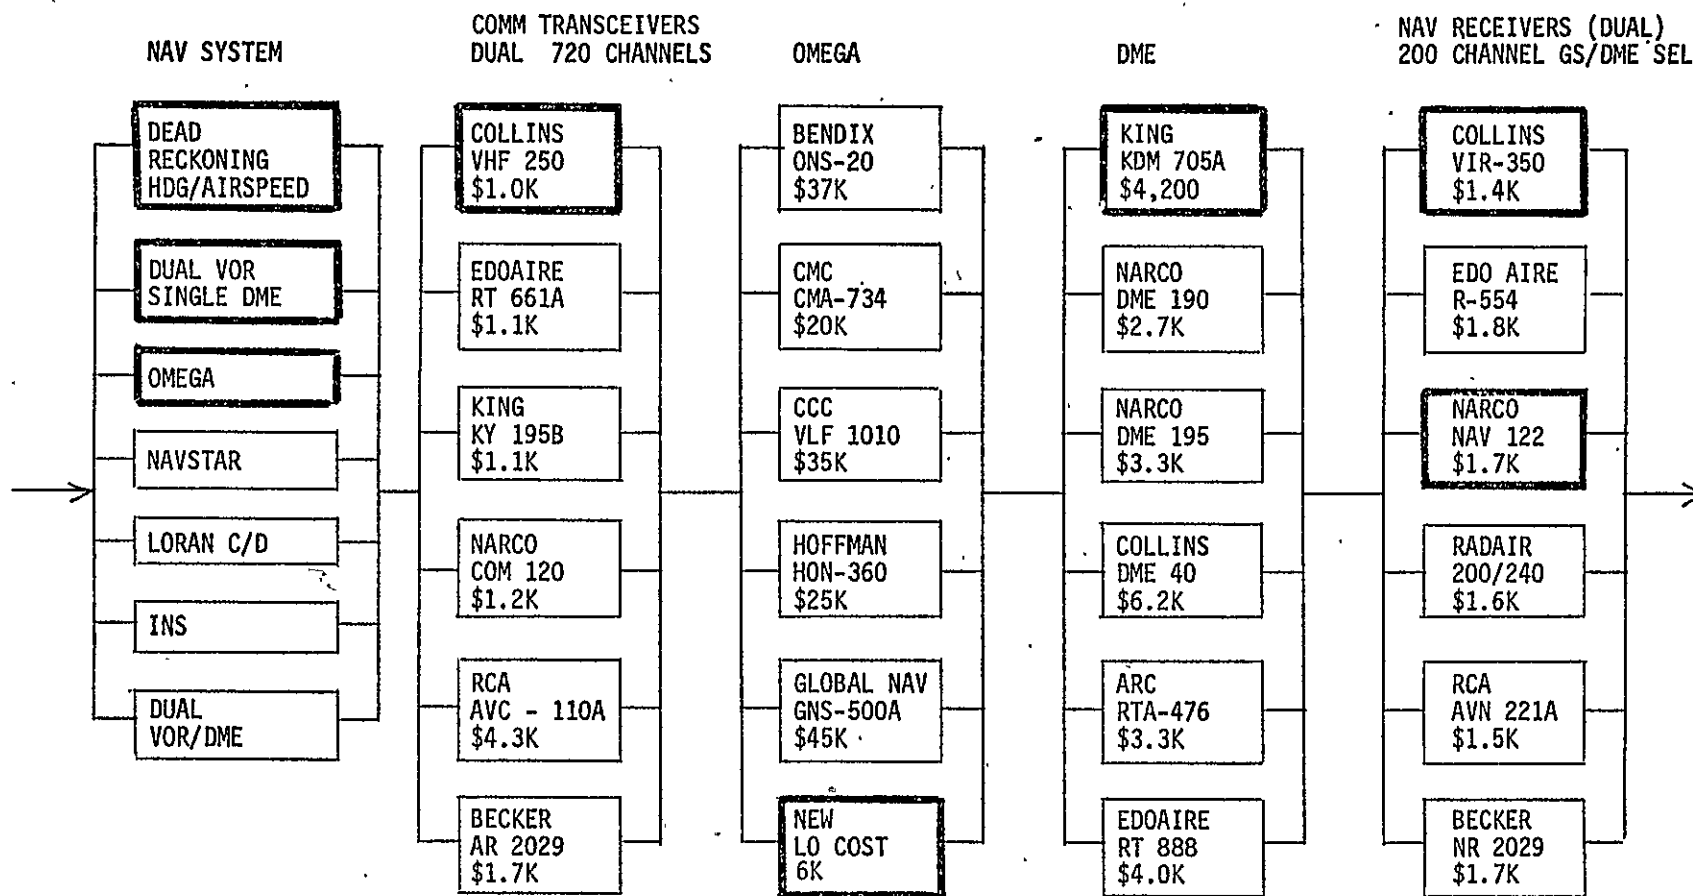 NAV SYSTEM
DEAD
RECKONING
HDG/AIRSPEED
DUAL VOR
SINGLE DME
OMEGA
NAVSTAR
LORAN C/D
INS
DUAL
VOR/DME
COMM TRANSCEIVERS
DUAL 720 CHANNELS
COLLINS
VHF 250
$1.0K
EDOAIRE
RT 661A
$1.1K
KING
KY 195B
$1.1K
NARCO
COM 120
$1.2K
RCA
AVC - 110A
$4.3K
BECKER
AR 2029
$1.7K
OMEGA
BENDIX
ONS-20
$37K
CMC
CMA-734
$20K
CCC
VLF 1010
$35K
HOFFMAN
HON-360
$25K
GLOBAL NAV
GNS-500A
$45K
NEW
LO COST
6K
DME
KING
KDM 705A
$4,200
NARCO
DME 190
$2.7K
NARCO
DME 195
$3.3K
COLLINS
DME 40
$6.2K
ARC
RTA-476
$3.3K
EDOAIRE
RT 888
$4.0K
NAV RECEIVERS (DUAL)
200 CHANNEL GS/DME SEL
COLLINS
VIR-350
$1.4K
EDO AIRE
R-554
$1.8K
NARCO
NAV 122
$1.7K
RADAIR
200/240
$1.6K
RCA
AVN 221A
$1.5K
BECKER
NR 2029
$1.7K